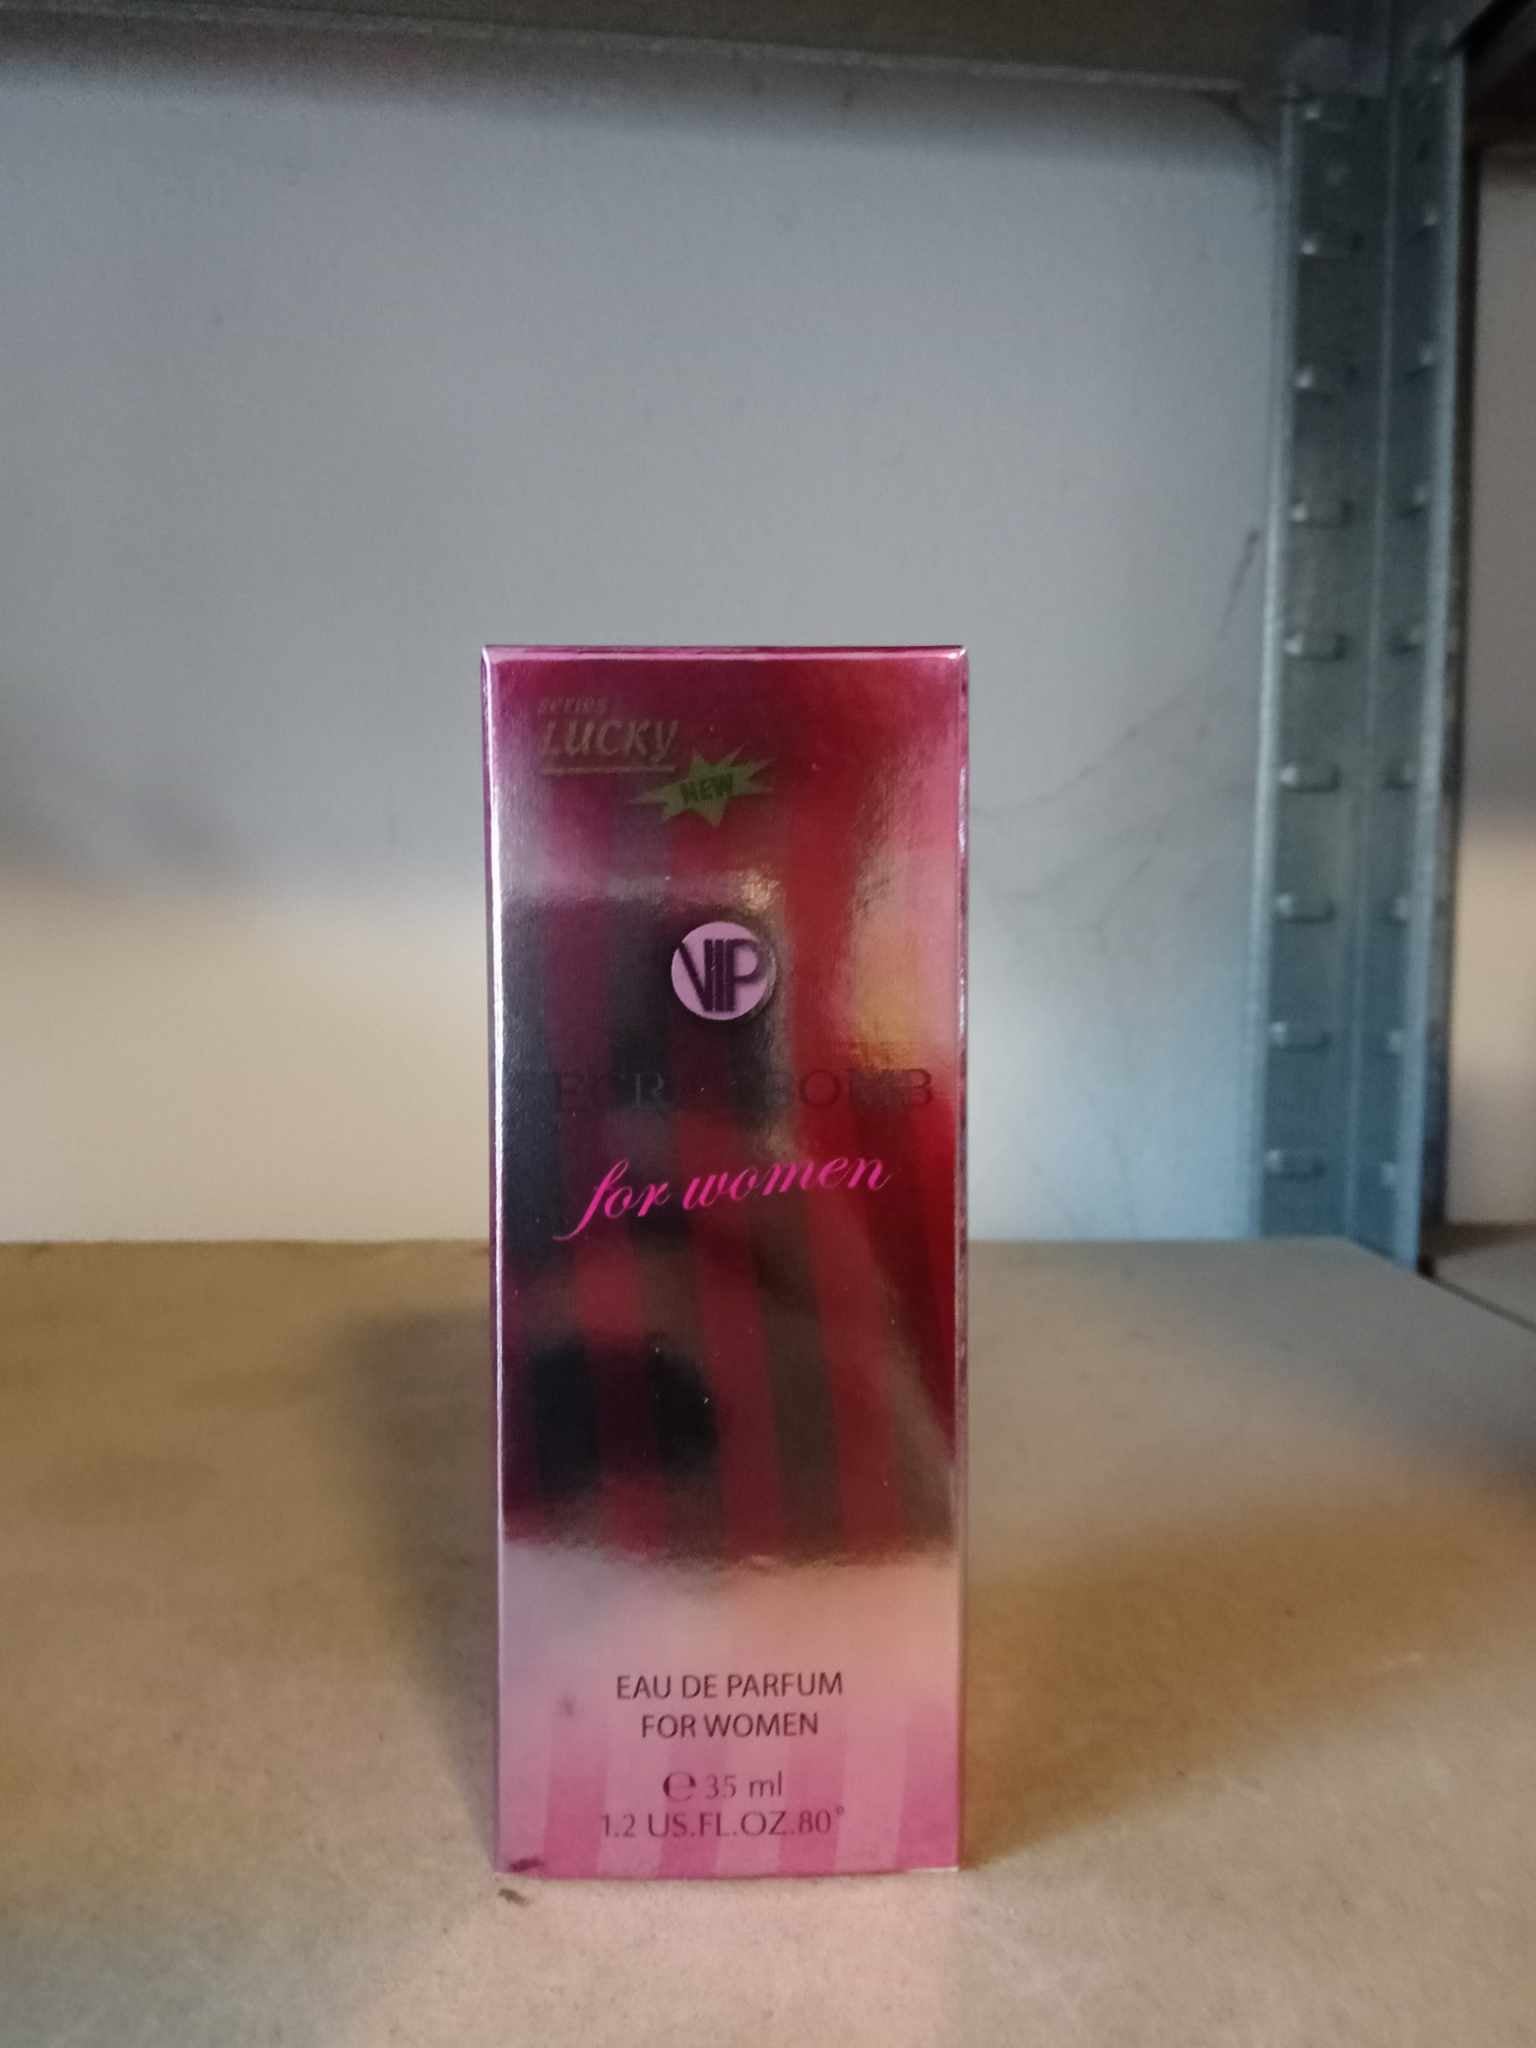 series
LUCKY
NEW
VIP
for women
EAU DE PARFUM
FOR WOMEN
℮ 35 ml
1.2 US.FL.OZ.80°